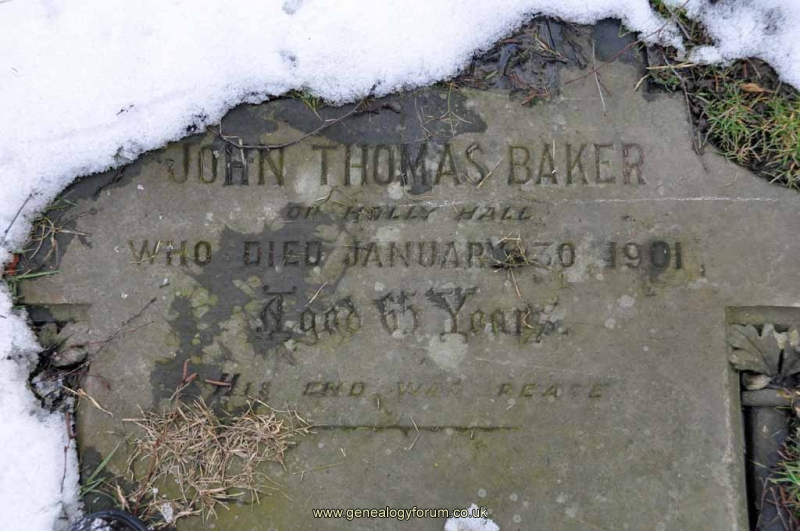 JOHN THOMAS BAKER
OF HOLLY HALL
WHO DIED JANUARY 30 1901
Aged 65 Years.
HIS END WAS PEACE
www.genealogyforum.co.uk